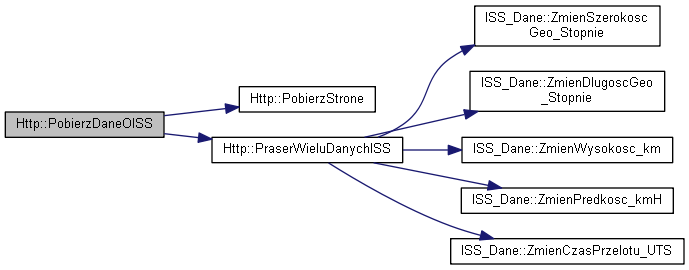 ISS_Dane::ZmienSzerokosc
Geo_Stopnie
Http::PobierzStrone
ISS_Dane::ZmienDlugoscGeo
_Stopnie
Http::PobierzDaneOISS
Http::PraserWieluDanychISS
ISS_Dane::ZmienWysokosc_km
ISS_Dane::ZmienPredkosc_kmH
ISS_Dane::ZmienCzasPrzelotu_UTS